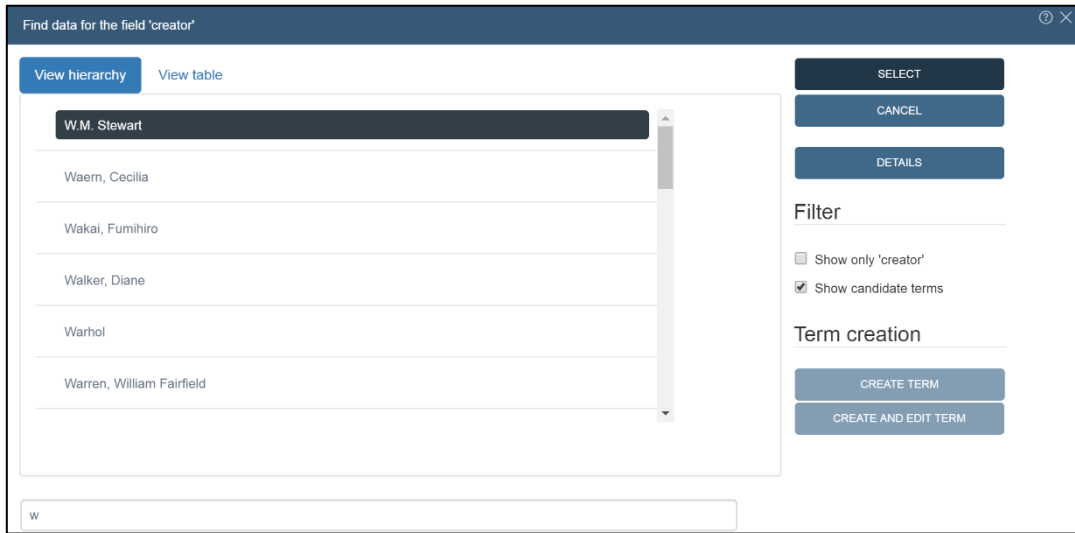 Find data for the field 'creator'
View hierarchy
View table
W.M. Stewart
Waern, Cecilia
Wakai, Fumihiro
Walker, Diane
Warhol
Warren, William Fairfield
w
SELECT
CANCEL
DETAILS
Filter
Show only 'creator'
Show candidate terms
Term creation
CREATE TERM
CREATE AND EDIT TERM